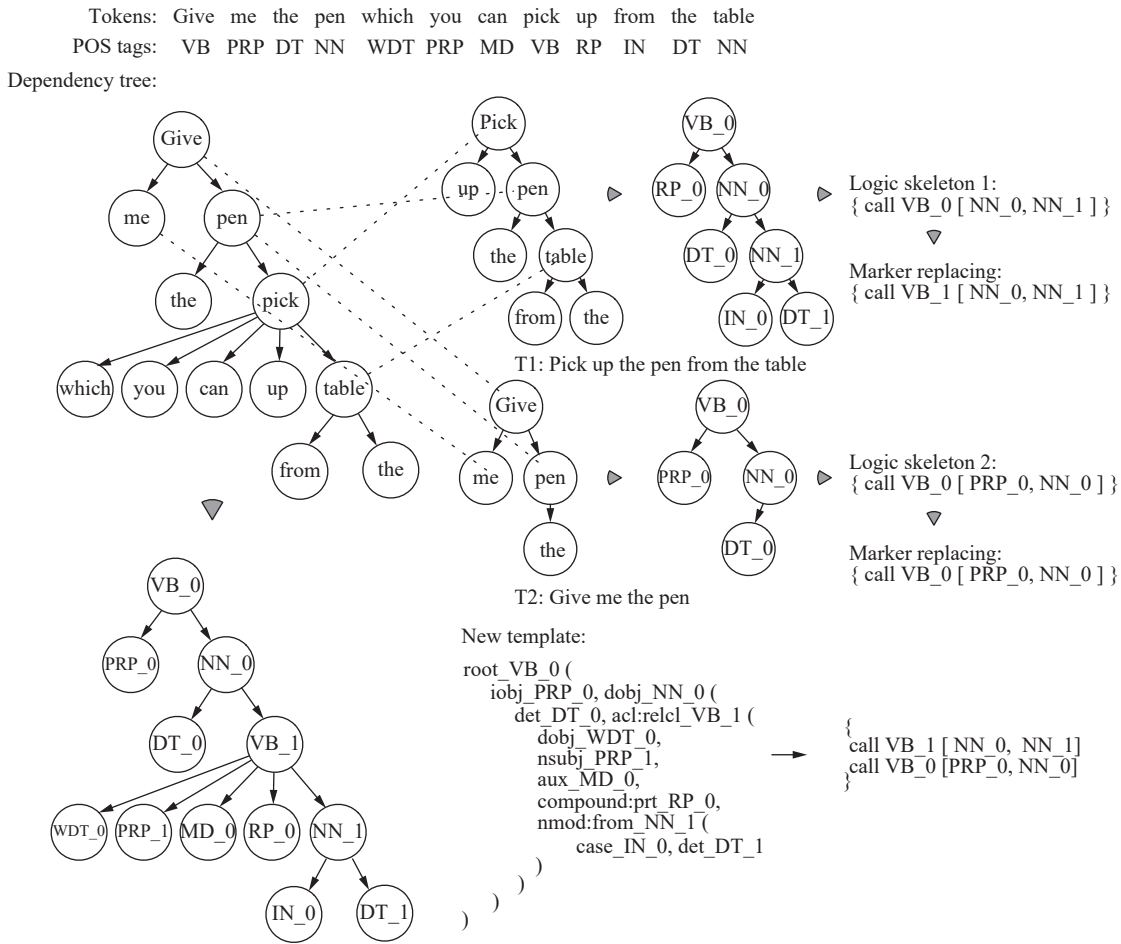 Tokens: Give me the pen which you can pick up from the table
POS tags: VB PRP DT NN WDT PRP MD VB RP IN DT NN
Dependency tree:
Give
me pen
the pick
which you can up table
from the
Pick
up pen
the table
from the
T1: Pick up the pen from the table
VB_0
RP_0 NN_0
DT_0 NN_1
IN_0 DT_1
Logic skeleton 1:
{ call VB_0 [ NN_0, NN_1 ] }
Marker replacing:
{ call VB_1 [ NN_0, NN_1 ] }
Give
me pen
the
T2: Give me the pen
VB_0
PRP_0 NN_0
DT_0
Logic skeleton 2:
{ call VB_0 [ PRP_0, NN_0 ] }
Marker replacing:
{ call VB_0 [ PRP_0, NN_0 ] }
VB_0
PRP_0 NN_0
DT_0 VB_1
WDT_0 PRP_1 MD_0 RP_0 NN_1
IN_0 DT_1
New template:
root_VB_0 (
iobj_PRP_0, dobj_NN_0 (
det_DT_0, acl:relcl_VB_1 (
dobj_WDT_0,
nsubj_PRP_1,
aux_MD_0,
compound:prt_RP_0,
nmod:from_NN_1 (
case_IN_0, det_DT_1
)
)
)
)
{
call VB_1 [ NN_0, NN_1]
call VB_0 [PRP_0, NN_0]
}